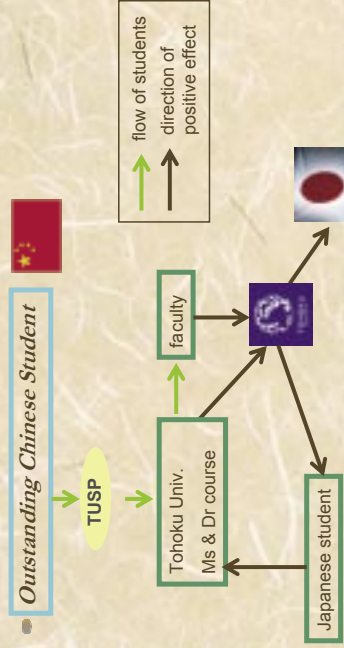 Outstanding Chinese Student
TUSP
Tohoku Univ.
Ms & Dr course
faculty
Japanese student
flow of students
direction of
positive effect